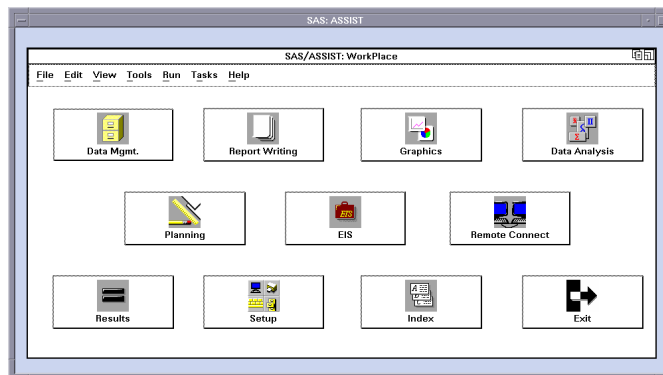 SAS: ASSIST
SAS/ASSIST: WorkPlace
File Edit View Tools Run Tasks Help
Data Mgmt. Report Writing Graphics Data Analysis
EIS
Planning EIS Remote Connect
Results Setup Index Exit